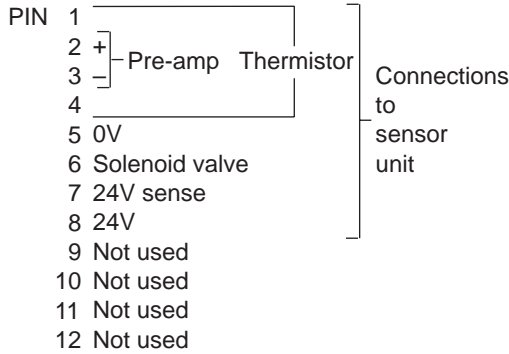 PIN 1
2 +
3 –
Pre-amp Thermistor
4
5 0V
6 Solenoid valve
7 24V sense
8 24V
9 Not used
10 Not used
11 Not used
12 Not used
Connections
to
sensor
unit